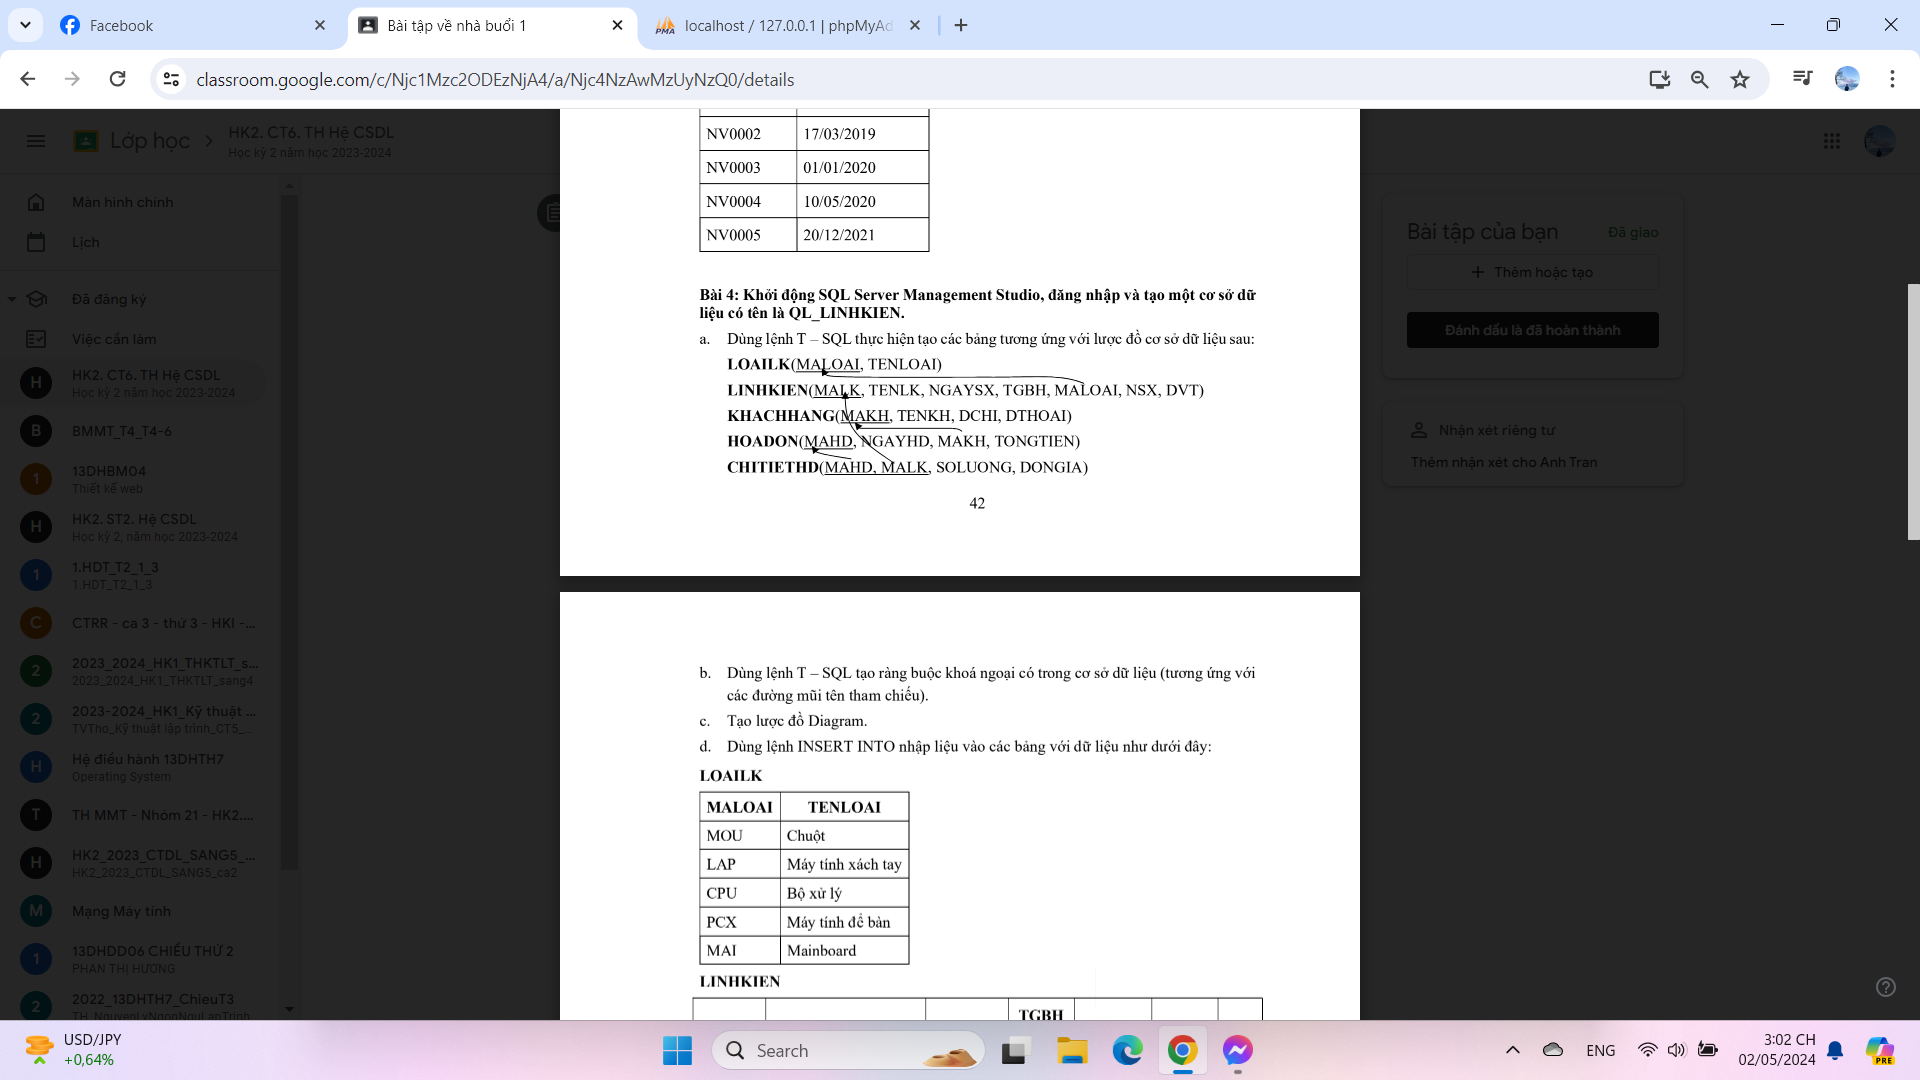 Facebook
Bài tập về nhà buổi 1
localhost / 127.0.0.1 | phpMyAd
classroom.google.com/c/Njc1Mzc2ODEzNjA4/a/Njc4NzAwMzUyNzQ0/details
Lớp học
HK2. CT6. TH Hệ CSDL
Học kỳ 2 năm học 2023-2024
Màn hình chính
Lịch
Đã đăng ký
Việc cần làm
H
HK2. CT6. TH Hệ CSDL
Học kỳ 2 năm học 2023-2024
B
BMMT_T4_T4-6
1
13DHBM04
Thiết kế web
H
HK2. ST2. Hệ CSDL
Học kỳ 2, năm học 2023-2024
1
1.HDT_T2_1_3
1.HDT_T2_1_3
C
CTRR - ca 3 - thứ 3 - HKI -...
2
2023_2024_HK1_THKTLT_s...
2023_2024_HK1_THKTLT_sang4
2
2023-2024_HK1_Kỹ thuật ...
TVTho_Kỹ thuật lập trình_CT5_...
H
Hệ điều hành 13DHTH7
Operating System
T
TH MMT - Nhóm 21 - HK2....
H
HK2_2023_CTDL_SANG5_...
HK2_2023_CTDL_SANG5_ca2
M
Mạng Máy tính
1
13DHDD06 CHIỀU THỨ 2
PHAN THỊ HƯỜNG
2
2022_13DHTH7_ChieuT3
NV0002 17/03/2019
NV0003 01/01/2020
NV0004 10/05/2020
NV0005 20/12/2021
Bài 4: Khởi động SQL Server Management Studio, đăng nhập và tạo một cơ sở dữ
liệu có tên là QL_LINHKIEN.
a. Dùng lệnh T – SQL thực hiện tạo các bảng tương ứng với lược đồ cơ sở dữ liệu sau:
LOAILK(MALOAI, TENLOAI)
LINHKIEN(MALK, TENLK, NGAYSX, TGBH, MALOAI, NSX, DVT)
KHACHHANG(MAKH, TENKH, DCHI, DTHOAI)
HOADON(MAHD, NGAYHD, MAKH, TONGTIEN)
CHITIETHD(MAHD, MALK, SOLUONG, DONGIA)
42
b. Dùng lệnh T – SQL tạo ràng buộc khoá ngoại có trong cơ sở dữ liệu (tương ứng với
các đường mũi tên tham chiếu).
c. Tạo lược đồ Diagram.
d. Dùng lệnh INSERT INTO nhập liệu vào các bảng với dữ liệu như dưới đây:
LOAILK
MALOAI TENLOAI
MOU Chuột
LAP Máy tính xách tay
CPU Bộ xử lý
PCX Máy tính để bàn
MAI Mainboard
LINHKIEN
TGBH
Bài tập của bạn
Đã giao
Thêm hoặc tạo
Đánh dấu là đã hoàn thành
Nhận xét riêng tư
Thêm nhận xét cho Anh Tran
USD/JPY
+0,64%
Search
ENG
3:02 CH
02/05/2024
PRE